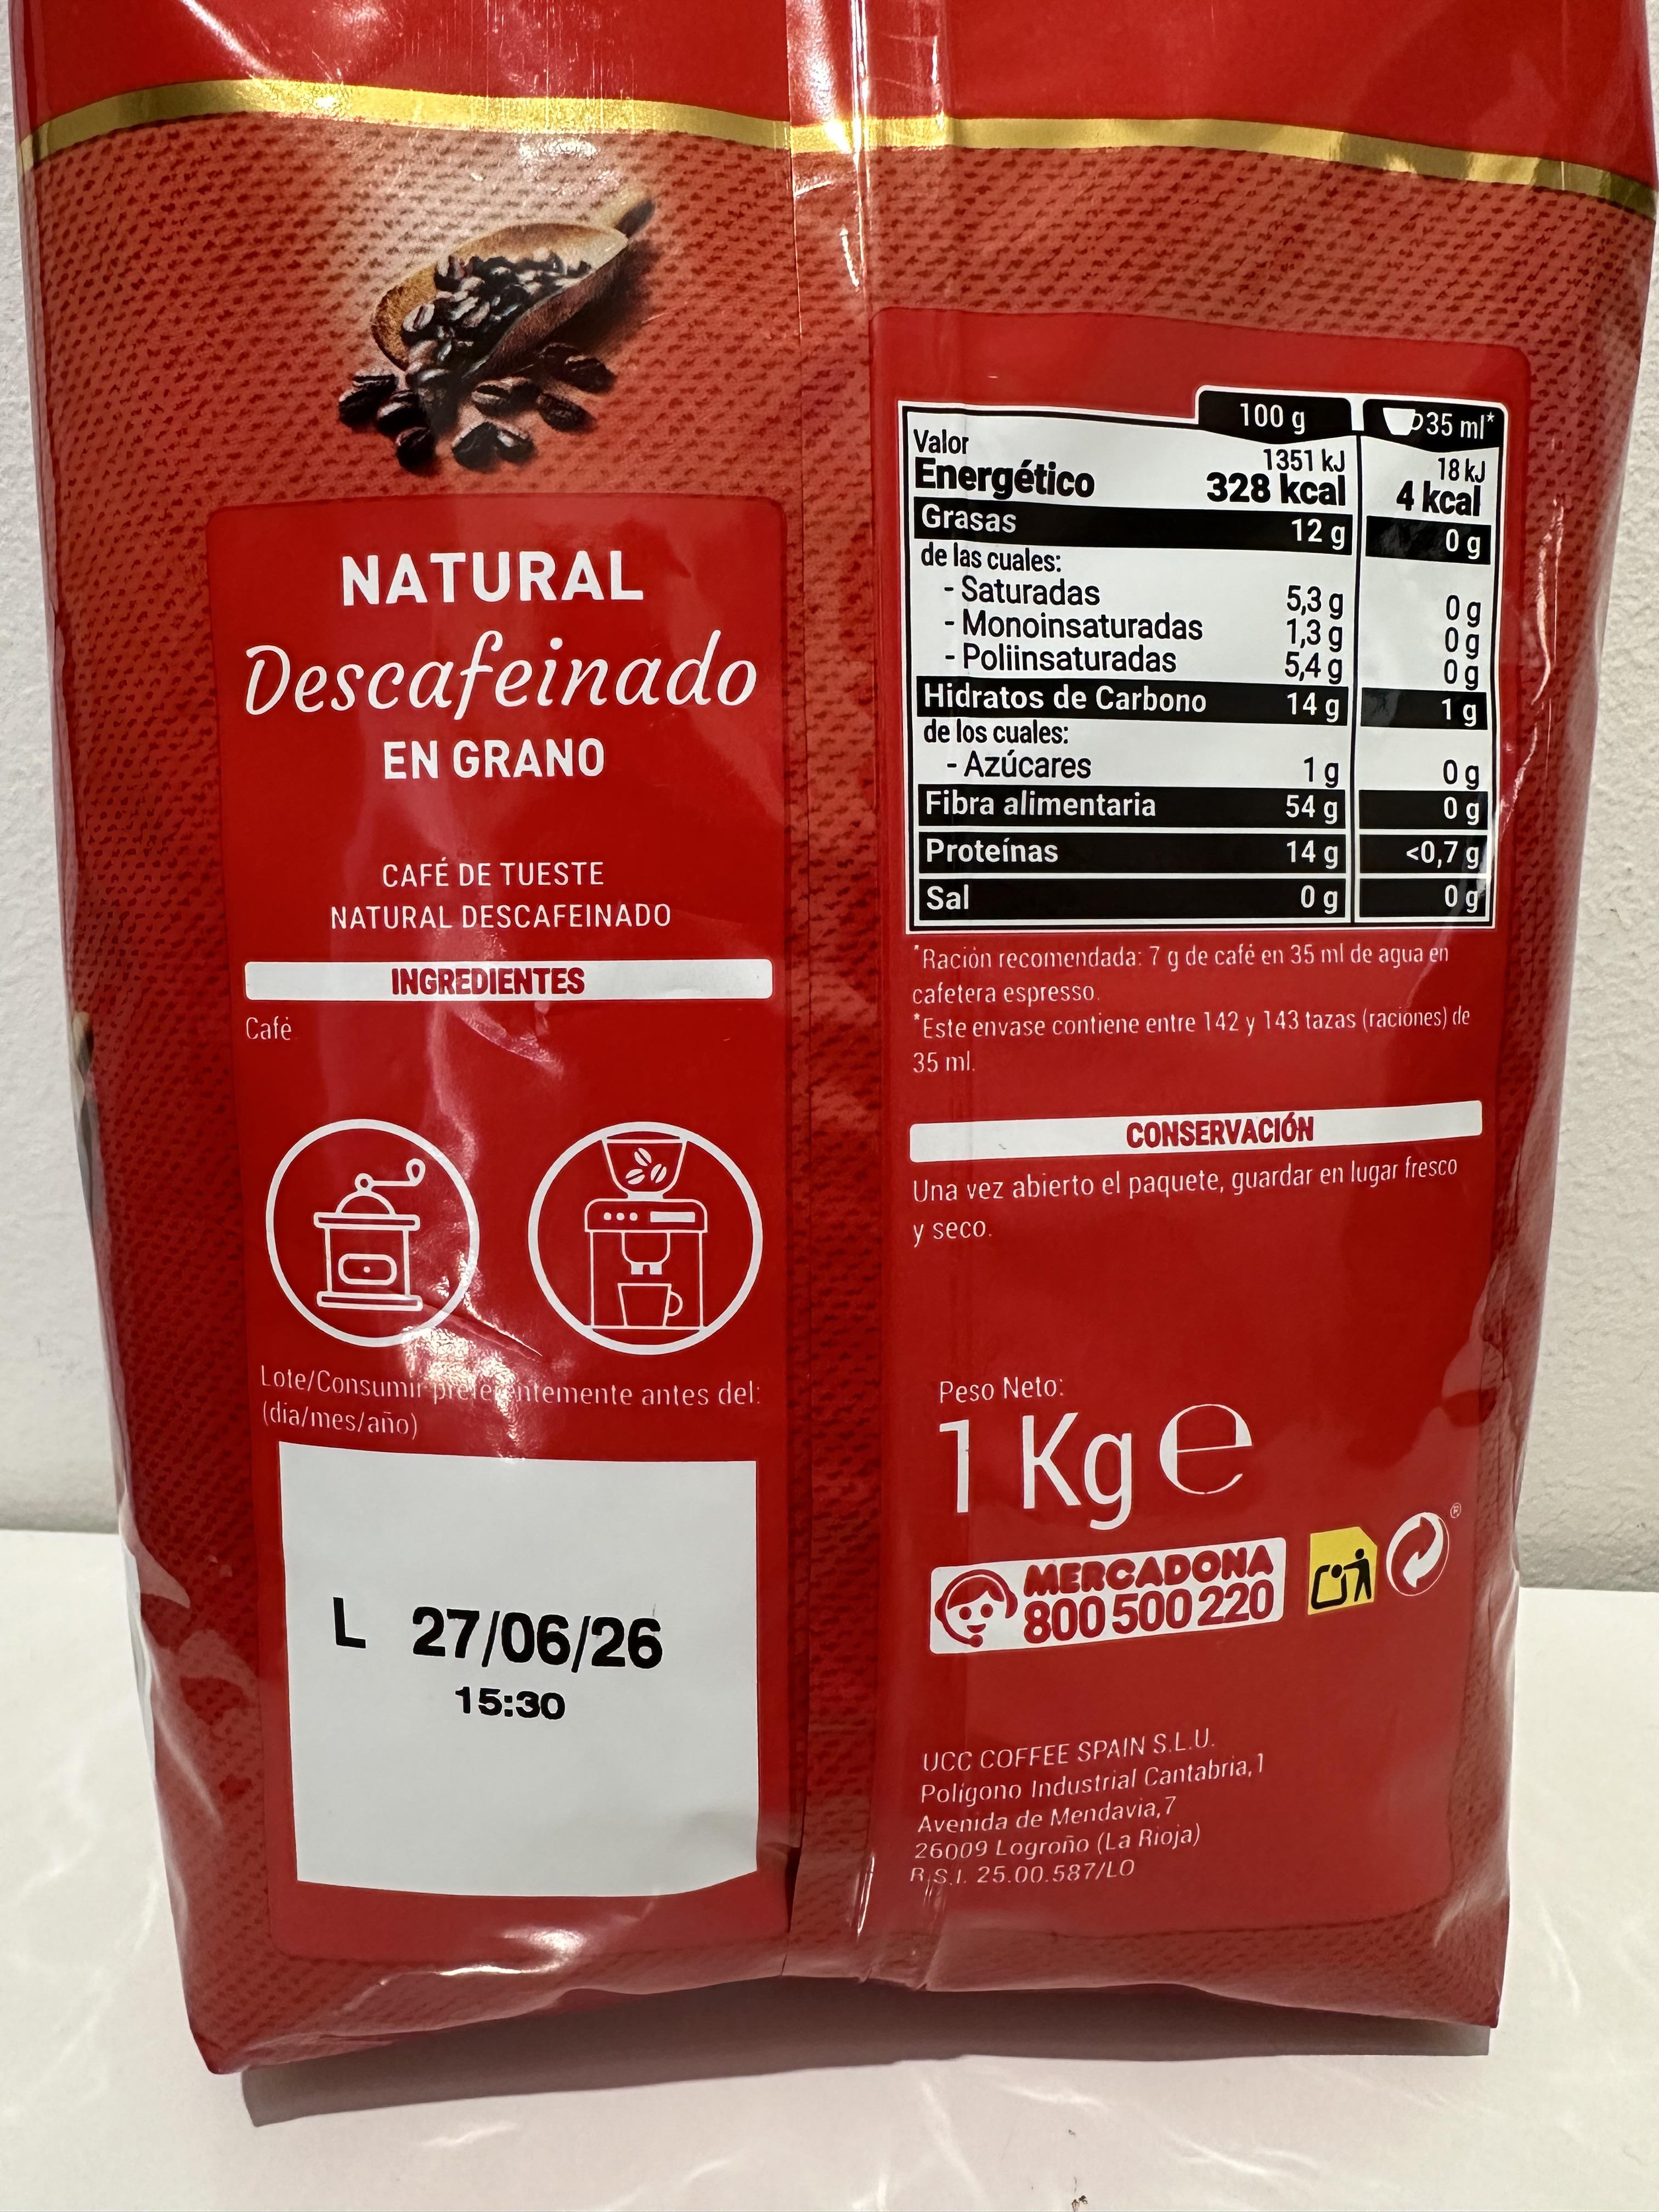 NATURAL
Descafeinado
EN GRANO
CAFÉ DE TUESTE
NATURAL DESCAFEINADO
INGREDIENTES
Café
Lote/Consumir preferentemente antes del:
(día/mes/año)
L 27/06/26
15:30
100 g 35 ml*
Valor 1351 kJ 18 kJ
Energético 328 kcal 4 kcal
Grasas 12 g 0 g
de las cuales:
- Saturadas 5,3 g 0 g
- Monoinsaturadas 1,3 g 0 g
- Poliinsaturadas 5,4 g 0 g
Hidratos de Carbono 14 g 1 g
de los cuales:
- Azúcares 1 g 0 g
Fibra alimentaria 54 g 0 g
Proteínas 14 g <0,7 g
Sal 0 g 0 g
*Ración recomendada: 7 g de café en 35 ml de agua en
cafetera espresso.
*Este envase contiene entre 142 y 143 tazas (raciones) de
35 ml.
CONSERVACIÓN
Una vez abierto el paquete, guardar en lugar fresco
y seco.
Peso Neto:
1 Kg e
MERCADONA
800 500 220
®
UCC COFFEE SPAIN S.L.U.
Polígono Industrial Cantabria,1
Avenida de Mendavia,7
26009 Logroño (La Rioja)
R.S.I. 25.00.587/LO